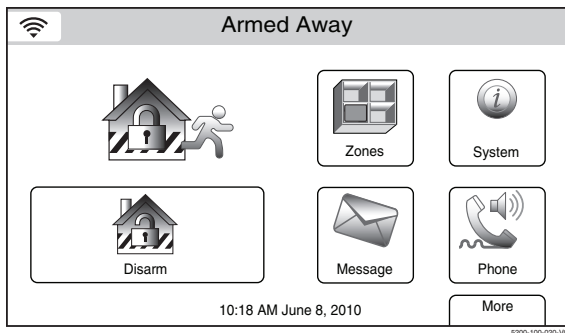 Armed Away
Zones
System
Disarm
Message
Phone
10:18 AM June 8, 2010
More